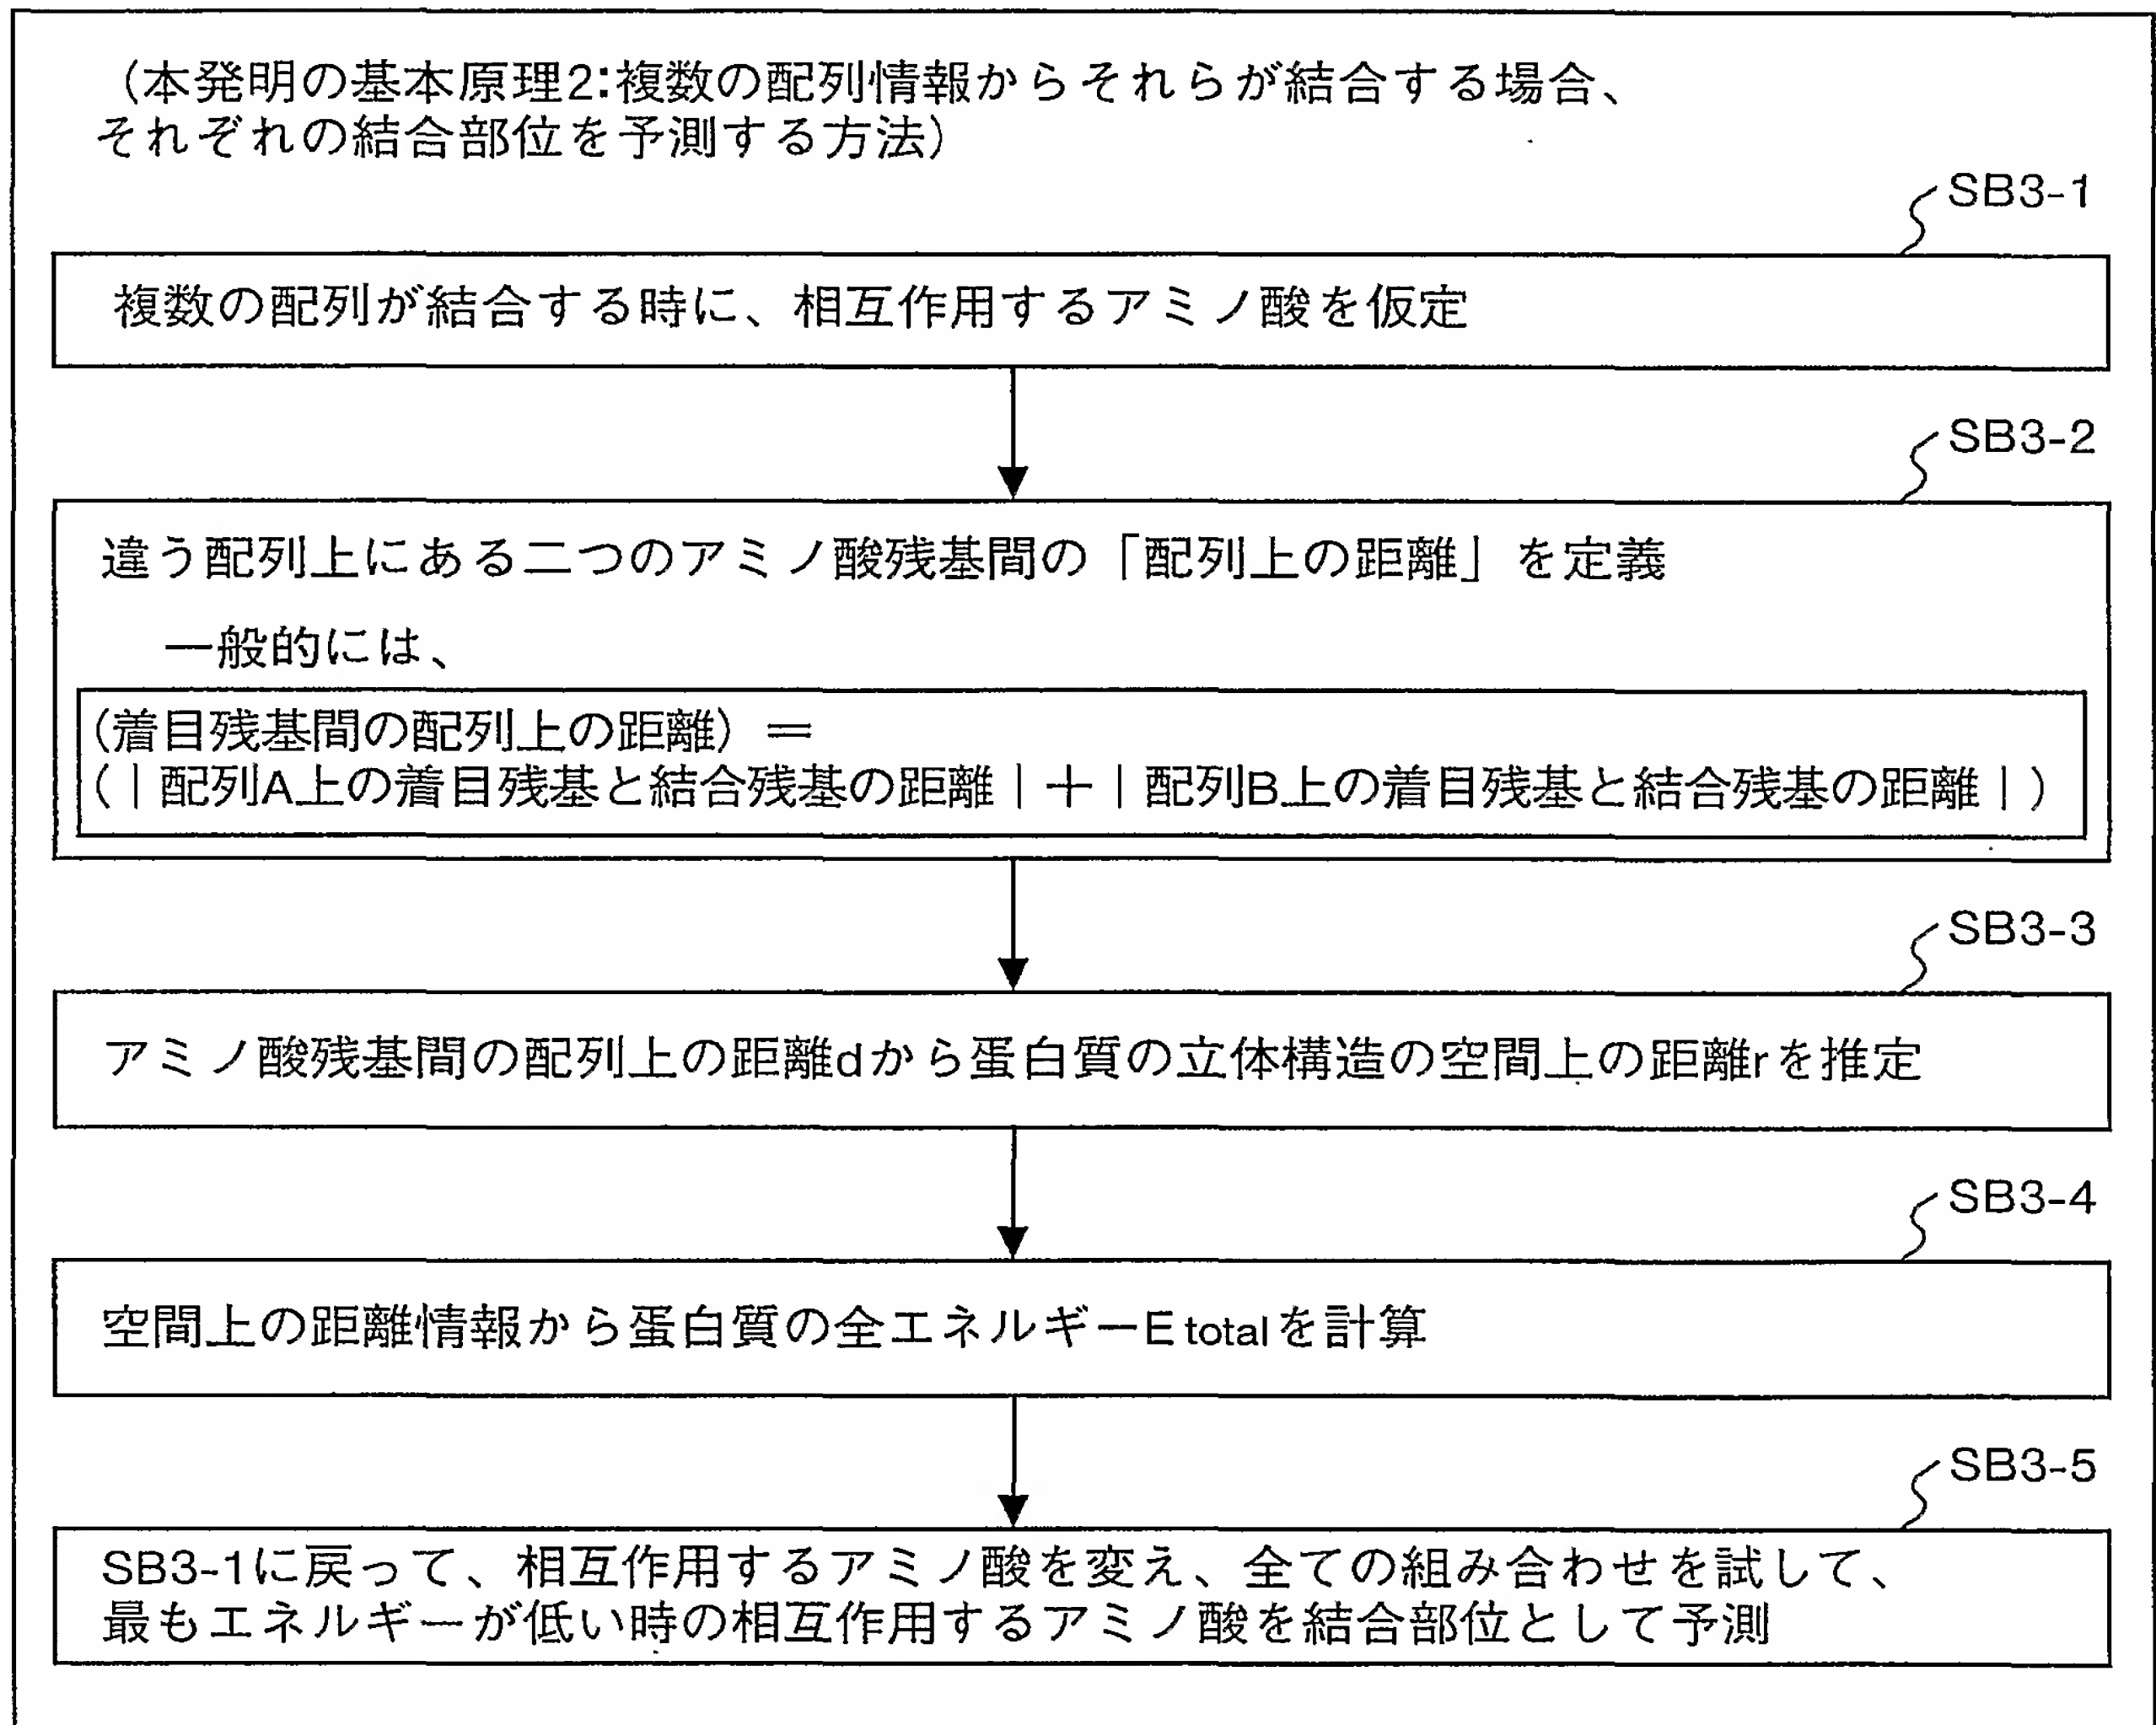 (本発明の基本原理2:複数の配列情報からそれらが結合する場合、
それぞれの結合部位を予測する方法)
SB3-1
複数の配列が結合する時に、相互作用するアミノ酸を仮定
SB3-2
違う配列上にある二つのアミノ酸残基間の「配列上の距離」を定義
一般的には、
(着目残基間の配列上の距離)=
(|配列A上の着目残基と結合残基の距離|+|配列B上の着目残基と結合残基の距離|)
SB3-3
アミノ酸残基間の配列上の距離dから蛋白質の立体構造の空間上の距離rを推定
SB3-4
空間上の距離情報から蛋白質の全エネルギーEtotalを計算
SB3-5
SB3-1に戻って、相互作用するアミノ酸を変え、全ての組み合わせを試して、
最もエネルギーが低い時の相互作用するアミノ酸を結合部位として予測